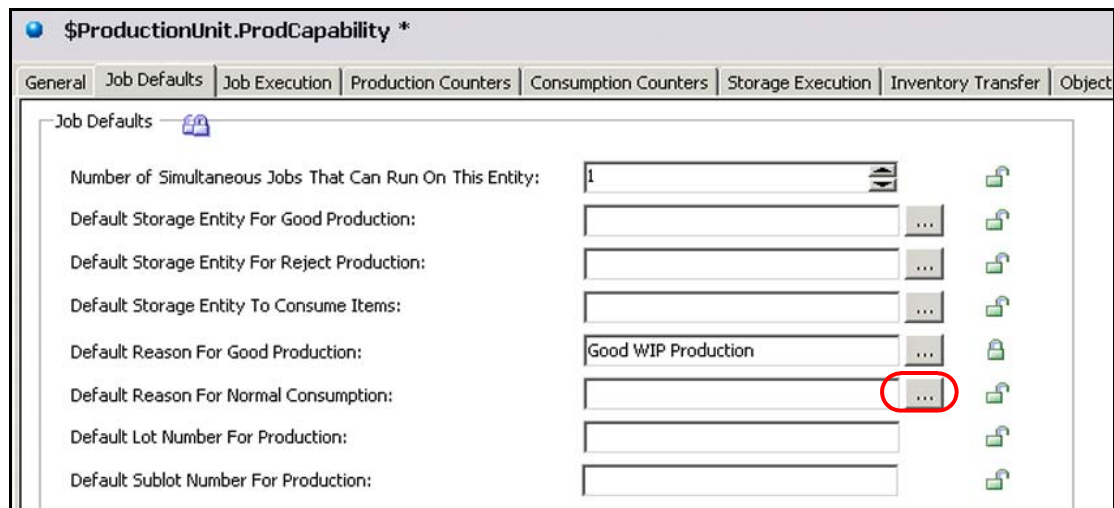 $ProductionUnit.ProdCapability *
General Job Defaults Job Execution Production Counters Consumption Counters Storage Execution Inventory Transfer Object
Job Defaults
Number of Simultaneous Jobs That Can Run On This Entity: 1
Default Storage Entity For Good Production: ...
Default Storage Entity For Reject Production: ...
Default Storage Entity To Consume Items: ...
Default Reason For Good Production: Good WIP Production ...
Default Reason For Normal Consumption: ...
Default Lot Number For Production:
Default Sublot Number For Production: